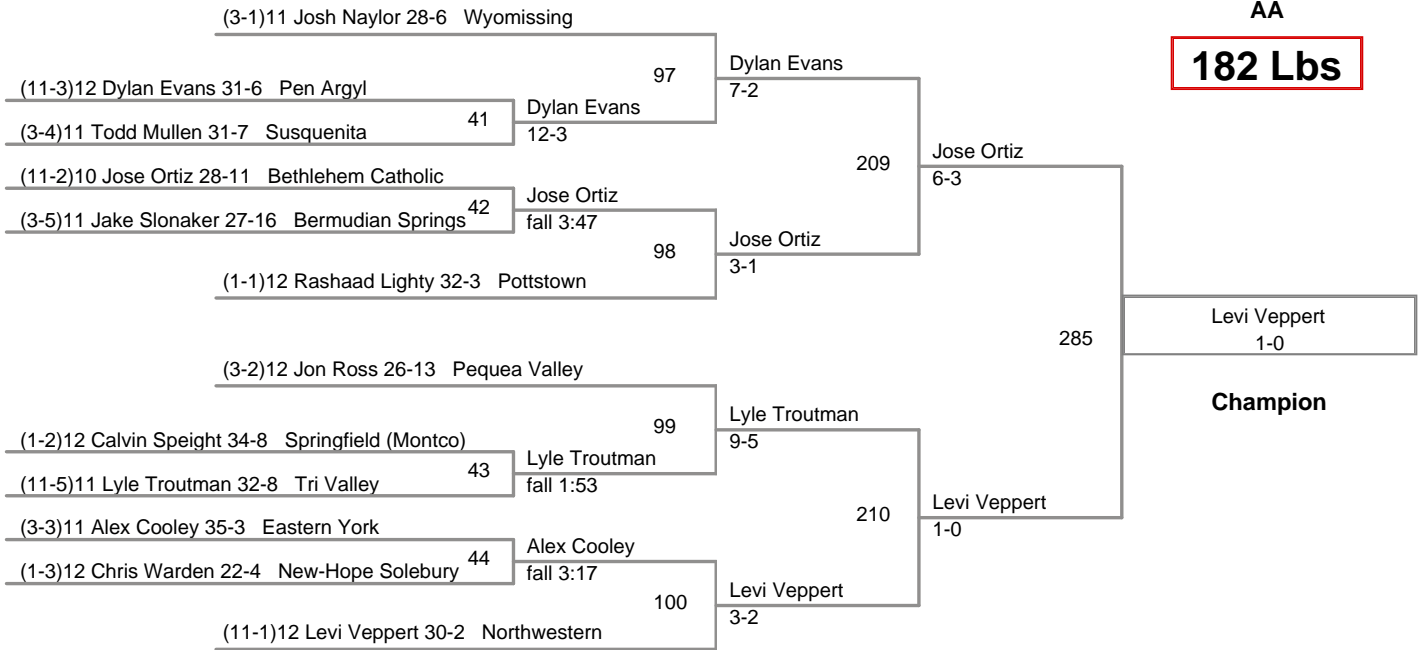 (3-1)11 Josh Naylor 28-6 Wyomissing
AA
182 Lbs
97
Dylan Evans
7-2
(11-3)12 Dylan Evans 31-6 Pen Argyl
41
Dylan Evans
12-3
(3-4)11 Todd Mullen 31-7 Susquenita
209
Jose Ortiz
6-3
(11-2)10 Jose Ortiz 28-11 Bethlehem Catholic
42
Jose Ortiz
fall 3:47
(3-5)11 Jake Slonaker 27-16 Bermudian Springs
98
Jose Ortiz
3-1
(1-1)12 Rashaad Lighty 32-3 Pottstown
285
Levi Veppert
1-0
Champion
(3-2)12 Jon Ross 26-13 Pequea Valley
99
Lyle Troutman
9-5
(1-2)12 Calvin Speight 34-8 Springfield (Montco)
43
Lyle Troutman
fall 1:53
(11-5)11 Lyle Troutman 32-8 Tri Valley
210
Levi Veppert
1-0
(3-3)11 Alex Cooley 35-3 Eastern York
44
Alex Cooley
fall 3:17
(1-3)12 Chris Warden 22-4 New-Hope Solebury
100
Levi Veppert
3-2
(11-1)12 Levi Veppert 30-2 Northwestern